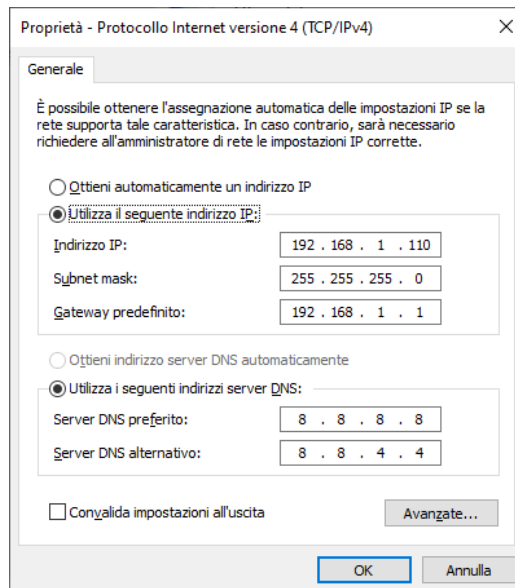 Proprietà - Protocollo Internet versione 4 (TCP/IPv4)
Generale
È possibile ottenere l'assegnazione automatica delle impostazioni IP se la
rete supporta tale caratteristica. In caso contrario, sarà necessario
richiedere all'amministratore di rete le impostazioni IP corrette.
Ottieni automaticamente un indirizzo IP
Utilizza il seguente indirizzo IP:
Indirizzo IP: 192 . 168 . 1 . 110
Subnet mask: 255 . 255 . 255 . 0
Gateway predefinito: 192 . 168 . 1 . 1
Ottieni indirizzo server DNS automaticamente
Utilizza i seguenti indirizzi server DNS:
Server DNS preferito: 8 . 8 . 8 . 8
Server DNS alternativo: 8 . 8 . 4 . 4
Convalida impostazioni all'uscita
Avanzate...
OK Annulla